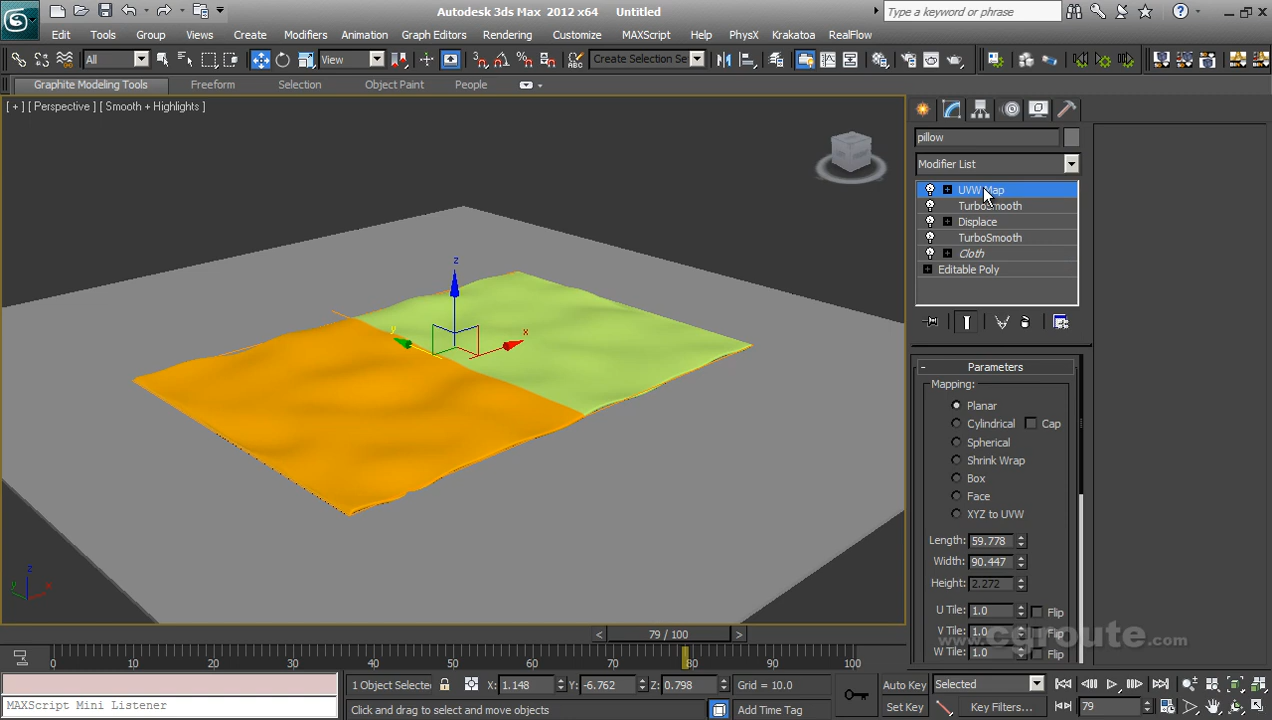 Autodesk 3ds Max 2012 x64 Untitled
Type a keyword or phrase
Edit Tools Group Views Create Modifiers Animation Graph Editors Rendering Customize MAXScript Help PhysX Krakatoa RealFlow
All View Create Selection Se
Graphite Modeling Tools Freeform Selection Object Paint People
[ + ] [ Perspective ] [ Smooth + Highlights ]
pillow
Modifier List
UVW Map
TurboSmooth
Displace
TurboSmooth
Cloth
Editable Poly
Parameters
Mapping:
Planar
Cylindrical Cap
Spherical
Shrink Wrap
Box
Face
XYZ to UVW
Length: 59.778
Width: 90.447
Height: 2.272
U Tile: 1.0 Flip
V Tile: 1.0 Flip
W Tile: 1.0 Flip
www.cgroute.com
z
y
x
z
y
x
< 79 / 100 >
0 10 20 30 40 50 60 70 80 90 100
1 Object Selecte X: 1.148 Y: -6.762 Z: 0.798 Grid = 10.0 Auto Key Selected
MAXScript Mini Listener Click and drag to select and move objects Add Time Tag Set Key Key Filters... 79